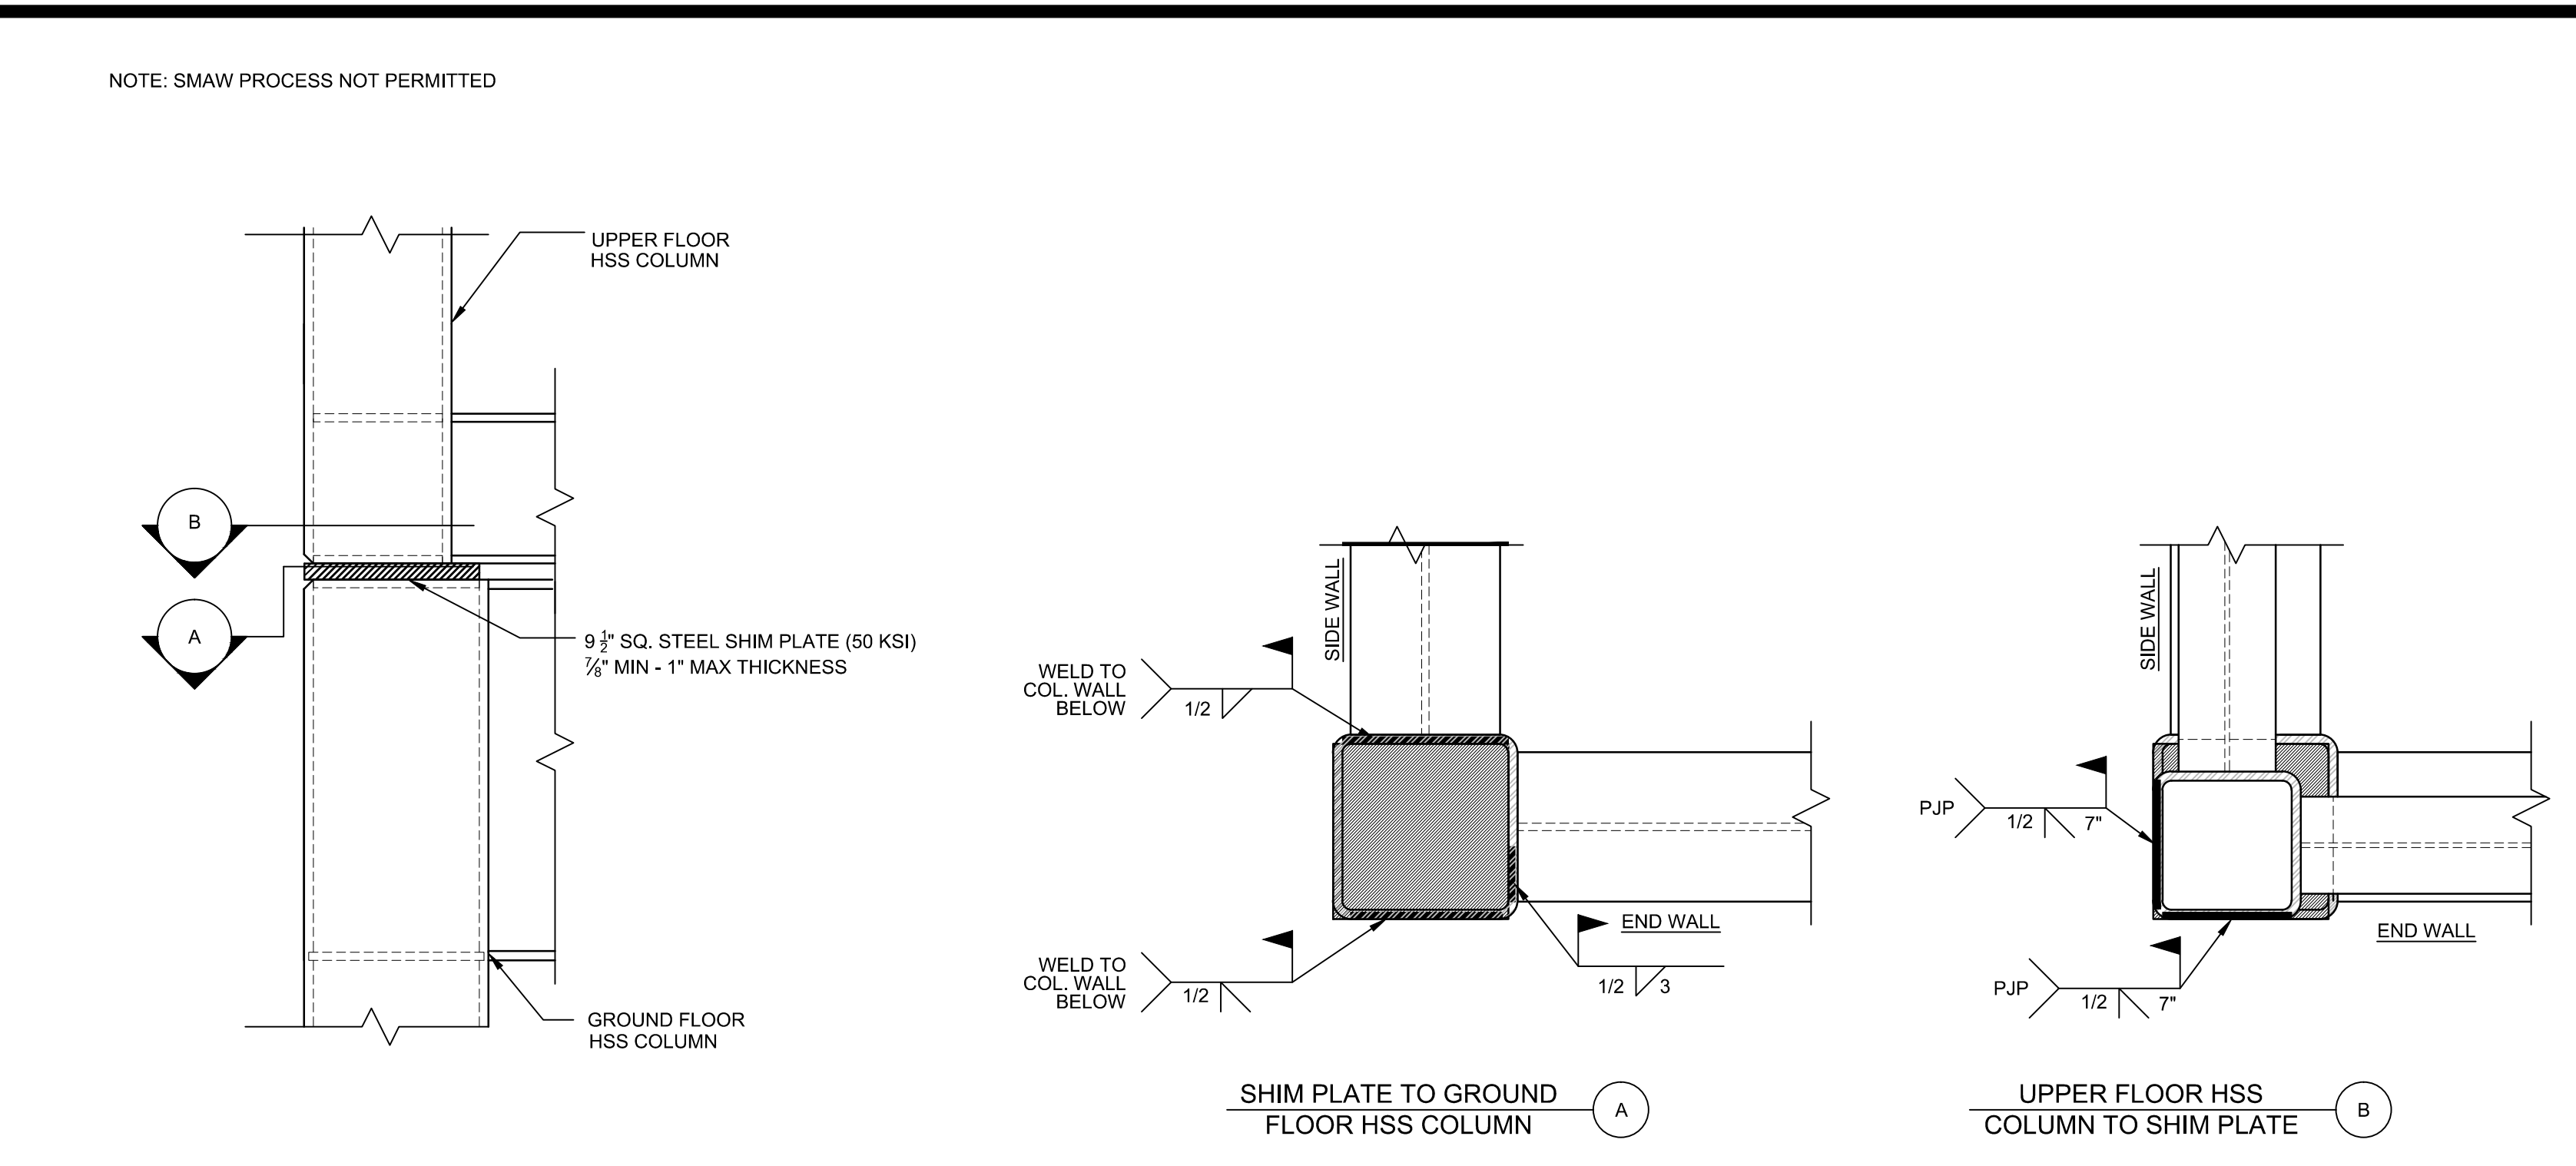 NOTE: SMAW PROCESS NOT PERMITTED
UPPER FLOOR
HSS COLUMN
B
A
9 1/2" SQ. STEEL SHIM PLATE (50 KSI)
7/8" MIN - 1" MAX THICKNESS
GROUND FLOOR
HSS COLUMN
SIDE WALL
WELD TO
COL. WALL
BELOW
1/2
WELD TO
COL. WALL
BELOW
1/2
END WALL
1/2
3
SHIM PLATE TO GROUND
FLOOR HSS COLUMN
A
SIDE WALL
PJP
1/2
7"
END WALL
PJP
1/2
7"
UPPER FLOOR HSS
COLUMN TO SHIM PLATE
B